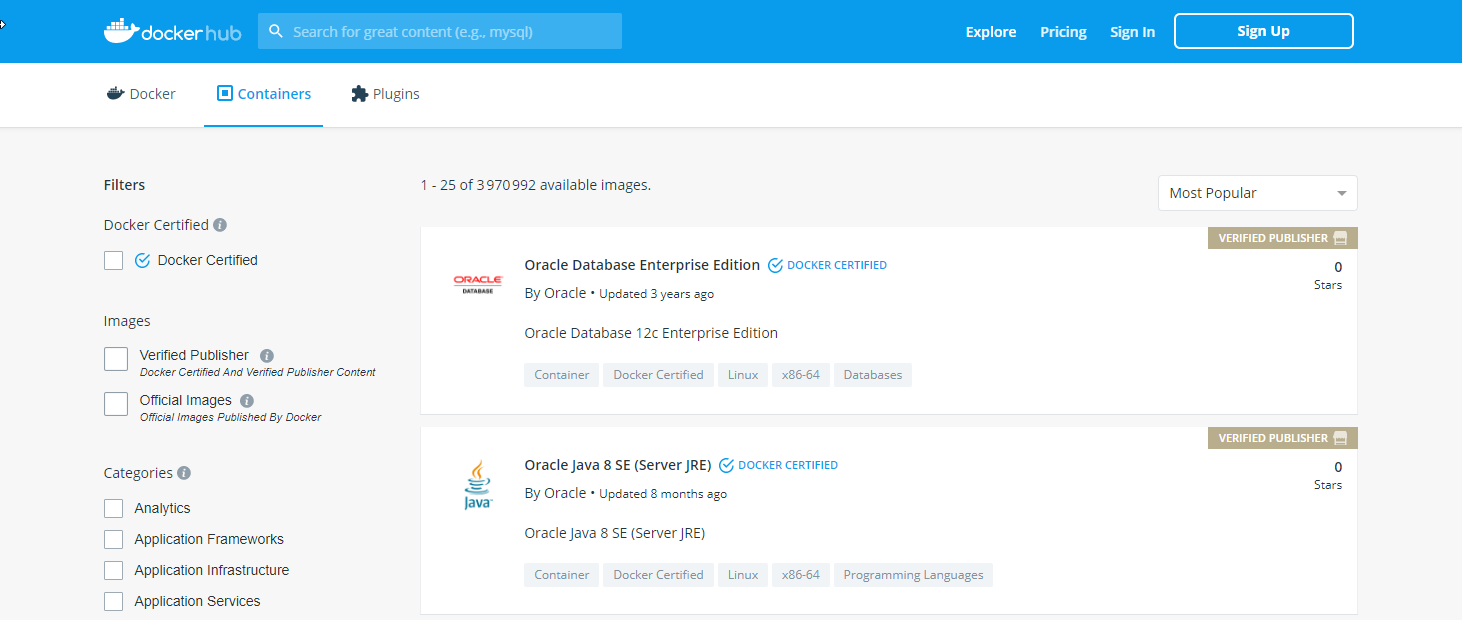 dockerhub
Search for great content (e.g., mysql)
Explore
Pricing
Sign In
Sign Up
Docker
Containers
Plugins
Filters
Docker Certified
Docker Certified
Images
Verified Publisher
Docker Certified And Verified Publisher Content
Official Images
Official Images Published By Docker
Categories
Analytics
Application Frameworks
Application Infrastructure
Application Services
1 - 25 of 3 970 992 available images.
Most Popular
VERIFIED PUBLISHER
ORACLE
DATABASE
Oracle Database Enterprise Edition DOCKER CERTIFIED
By Oracle • Updated 3 years ago
0
Stars
Oracle Database 12c Enterprise Edition
Container Docker Certified Linux x86-64 Databases
VERIFIED PUBLISHER
Java
Oracle Java 8 SE (Server JRE) DOCKER CERTIFIED
By Oracle • Updated 8 months ago
0
Stars
Oracle Java 8 SE (Server JRE)
Container Docker Certified Linux x86-64 Programming Languages